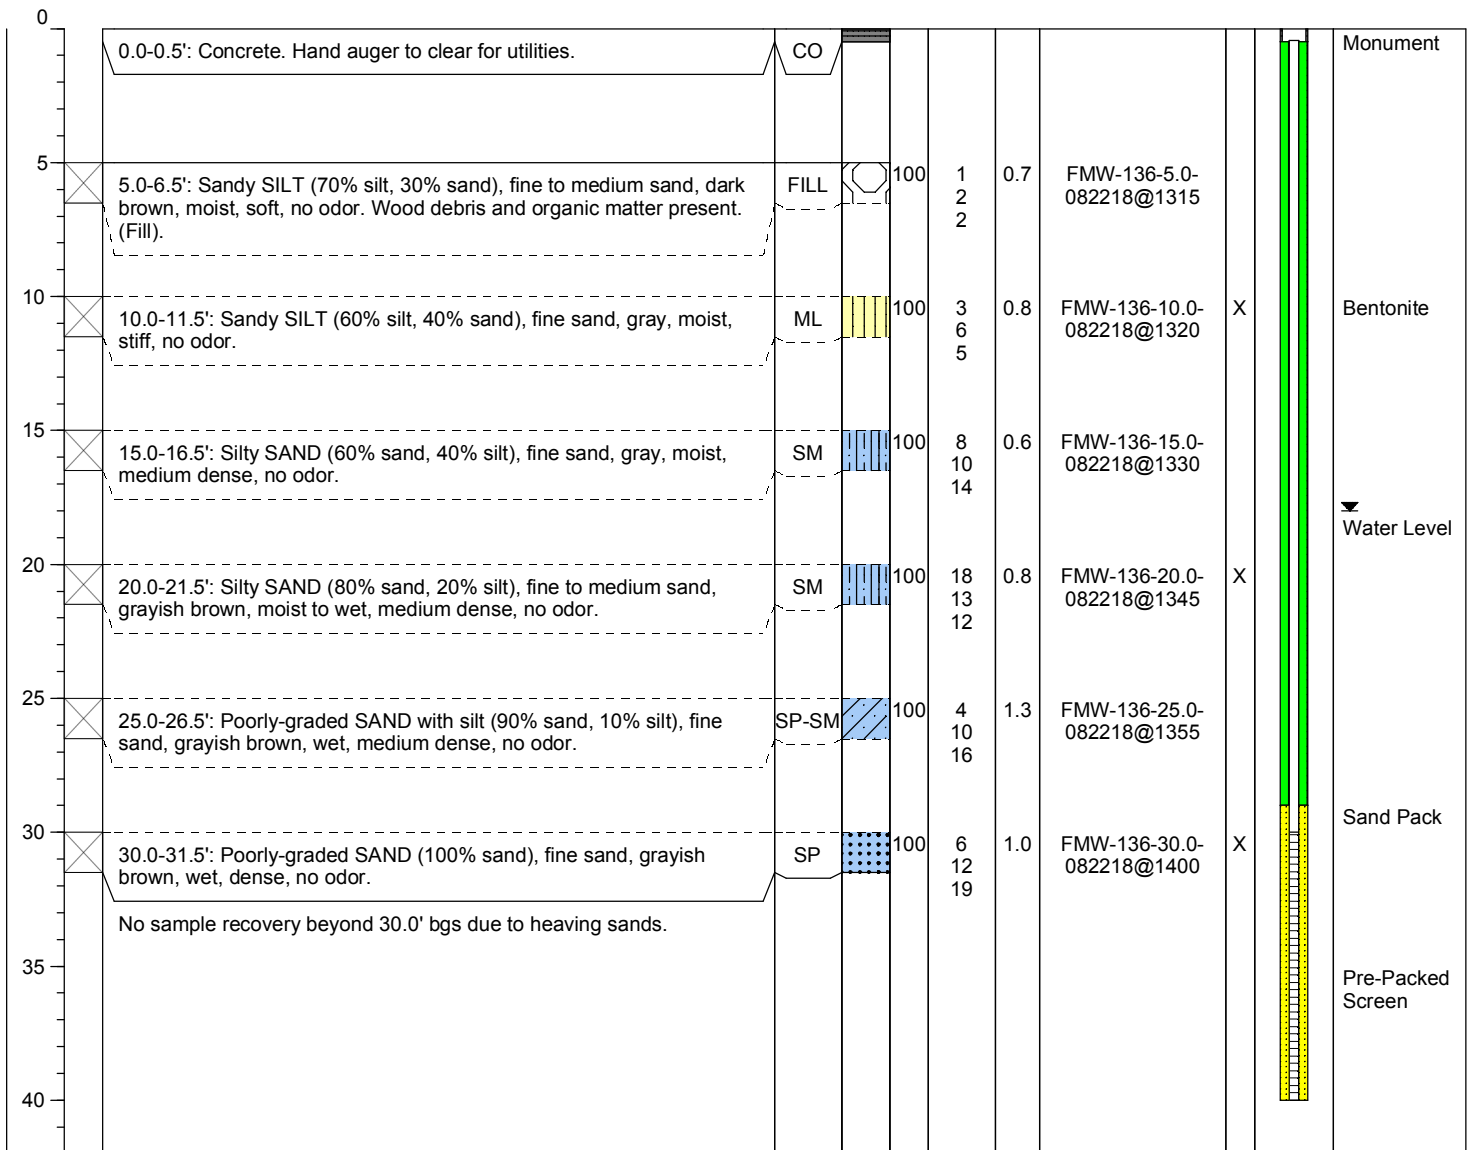 0
0.0-0.5': Concrete. Hand auger to clear for utilities.
CO
Monument
5
5.0-6.5': Sandy SILT (70% silt, 30% sand), fine to medium sand, dark
brown, moist, soft, no odor. Wood debris and organic matter present.
(Fill).
FILL
100
1
2
2
0.7
FMW-136-5.0-
082218@1315
10
10.0-11.5': Sandy SILT (60% silt, 40% sand), fine sand, gray, moist,
stiff, no odor.
ML
100
3
6
5
0.8
FMW-136-10.0-
082218@1320
X
Bentonite
15
15.0-16.5': Silty SAND (60% sand, 40% silt), fine sand, gray, moist,
medium dense, no odor.
SM
100
8
10
14
0.6
FMW-136-15.0-
082218@1330
Water Level
20
20.0-21.5': Silty SAND (80% sand, 20% silt), fine to medium sand,
grayish brown, moist to wet, medium dense, no odor.
SM
100
18
13
12
0.8
FMW-136-20.0-
082218@1345
X
25
25.0-26.5': Poorly-graded SAND with silt (90% sand, 10% silt), fine
sand, grayish brown, wet, medium dense, no odor.
SP-SM
100
4
10
16
1.3
FMW-136-25.0-
082218@1355
Sand Pack
30
30.0-31.5': Poorly-graded SAND (100% sand), fine sand, grayish
brown, wet, dense, no odor.
SP
100
6
12
19
1.0
FMW-136-30.0-
082218@1400
X
No sample recovery beyond 30.0' bgs due to heaving sands.
35
Pre-Packed
Screen
40